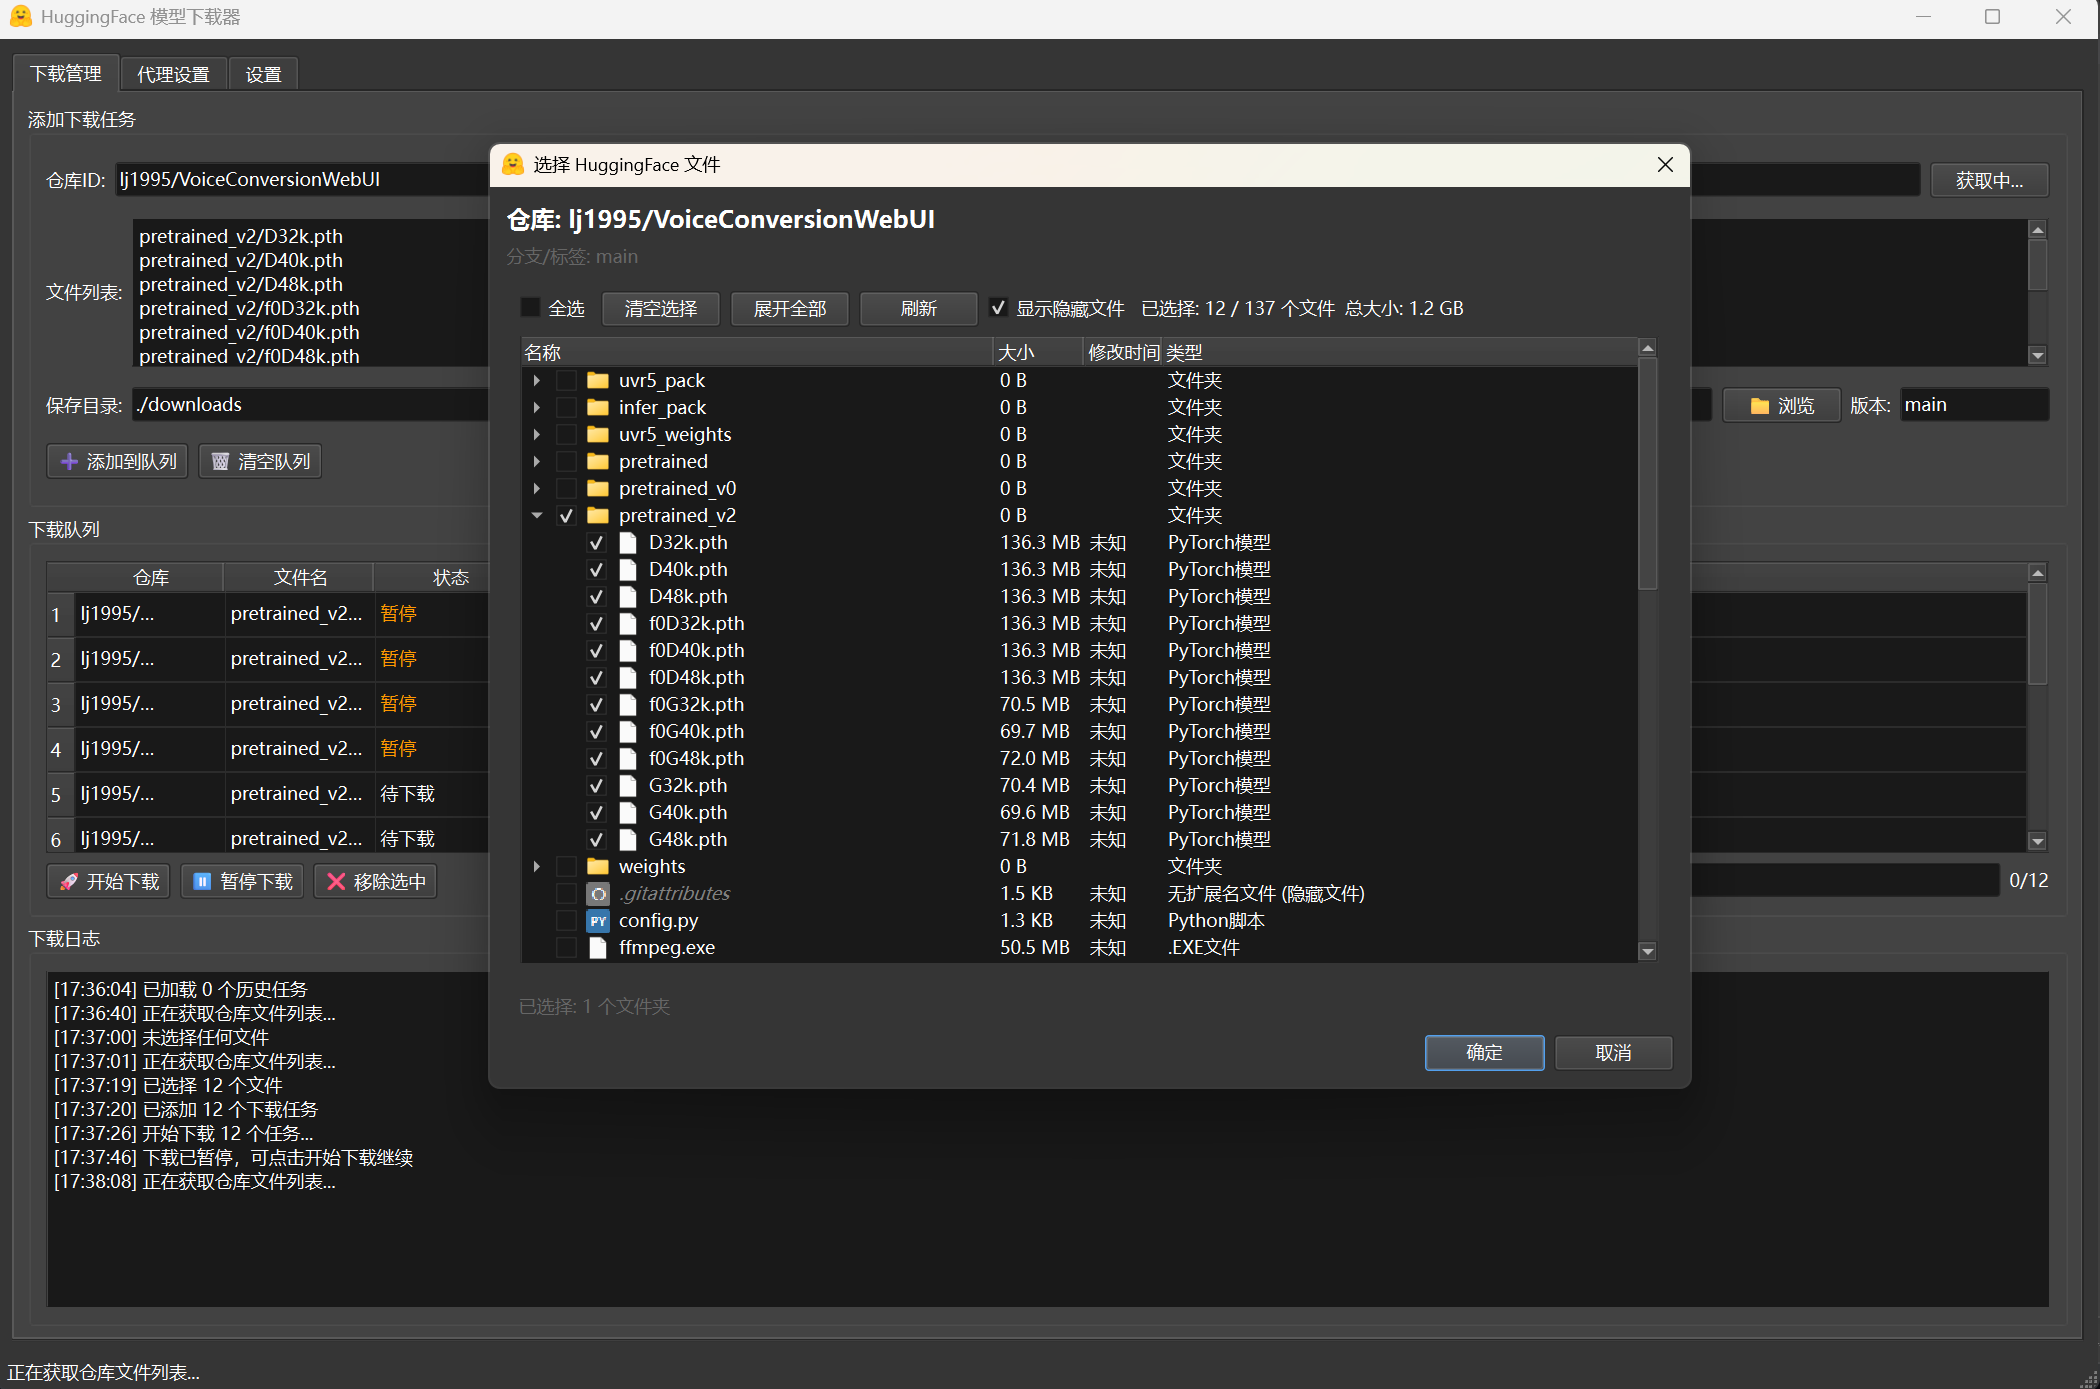 HuggingFace 模型下载器
下载管理 代理设置 设置
添加下载任务
仓库ID: lj1995/VoiceConversionWebUI 获取中...
文件列表:
pretrained_v2/D32k.pth
pretrained_v2/D40k.pth
pretrained_v2/D48k.pth
pretrained_v2/f0D32k.pth
pretrained_v2/f0D40k.pth
pretrained_v2/f0D48k.pth
保存目录: ./downloads 浏览 版本: main
添加到队列 清空队列
下载队列
仓库 文件名 状态
1 lj1995/... pretrained_v2... 暂停
2 lj1995/... pretrained_v2... 暂停
3 lj1995/... pretrained_v2... 暂停
4 lj1995/... pretrained_v2... 暂停
5 lj1995/... pretrained_v2... 待下载
6 lj1995/... pretrained_v2... 待下载
开始下载 暂停下载 移除选中 0/12
下载日志
[17:36:04] 已加载 0 个历史任务
[17:36:40] 正在获取仓库文件列表...
[17:37:00] 未选择任何文件
[17:37:01] 正在获取仓库文件列表...
[17:37:19] 已选择 12 个文件
[17:37:20] 已添加 12 个下载任务
[17:37:26] 开始下载 12 个任务...
[17:37:46] 下载已暂停，可点击开始下载继续
[17:38:08] 正在获取仓库文件列表...
正在获取仓库文件列表...
选择 HuggingFace 文件
仓库: lj1995/VoiceConversionWebUI
分支/标签: main
全选 清空选择 展开全部 刷新 显示隐藏文件 已选择: 12 / 137 个文件 总大小: 1.2 GB
名称 大小 修改时间 类型
uvr5_pack 0 B 文件夹
infer_pack 0 B 文件夹
uvr5_weights 0 B 文件夹
pretrained 0 B 文件夹
pretrained_v0 0 B 文件夹
pretrained_v2 0 B 文件夹
D32k.pth 136.3 MB 未知 PyTorch模型
D40k.pth 136.3 MB 未知 PyTorch模型
D48k.pth 136.3 MB 未知 PyTorch模型
f0D32k.pth 136.3 MB 未知 PyTorch模型
f0D40k.pth 136.3 MB 未知 PyTorch模型
f0D48k.pth 136.3 MB 未知 PyTorch模型
f0G32k.pth 70.5 MB 未知 PyTorch模型
f0G40k.pth 69.7 MB 未知 PyTorch模型
f0G48k.pth 72.0 MB 未知 PyTorch模型
G32k.pth 70.4 MB 未知 PyTorch模型
G40k.pth 69.6 MB 未知 PyTorch模型
G48k.pth 71.8 MB 未知 PyTorch模型
weights 0 B 文件夹
.gitattributes 1.5 KB 未知 无扩展名文件 (隐藏文件)
PY config.py 1.3 KB 未知 Python脚本
ffmpeg.exe 50.5 MB 未知 .EXE文件
已选择: 1 个文件夹
确定 取消